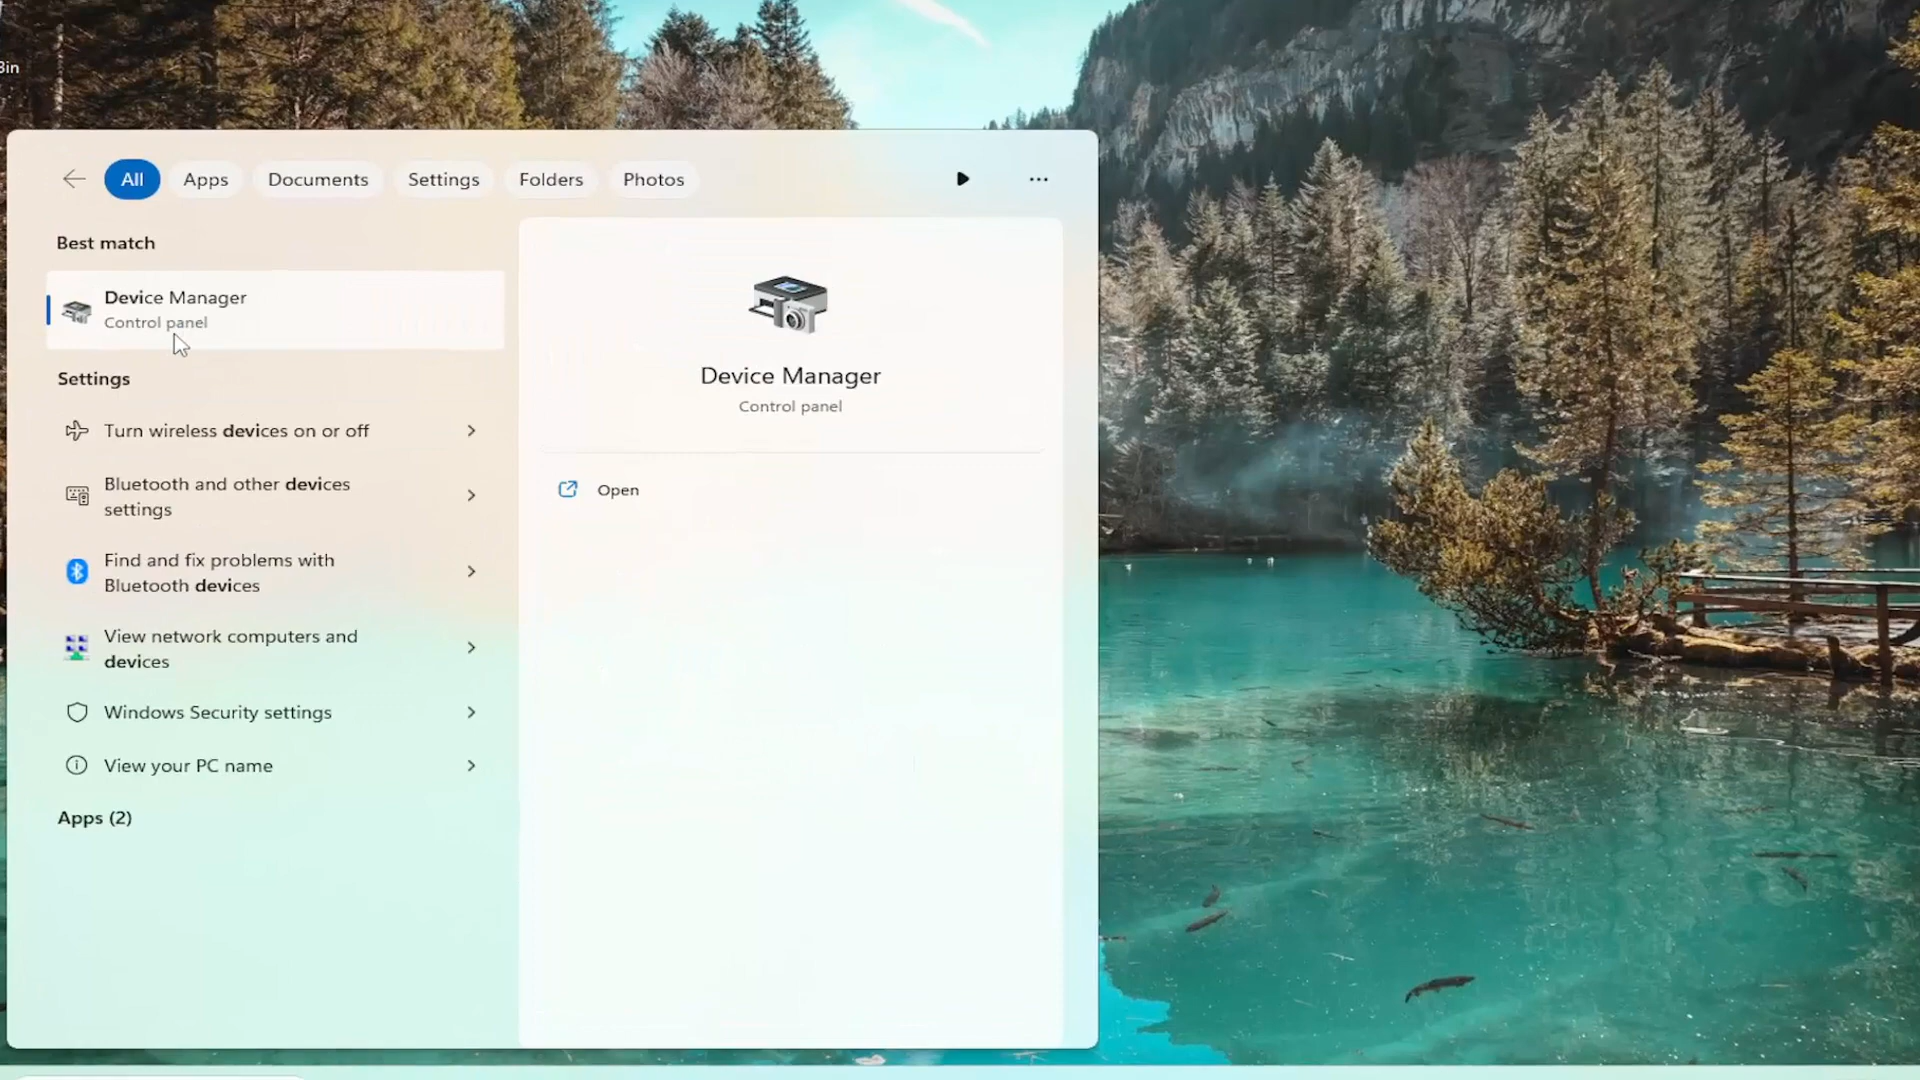 Bin
All
Apps
Documents
Settings
Folders
Photos
Best match
Device Manager
Control panel
Settings
Turn wireless devices on or off
Bluetooth and other devices
settings
Find and fix problems with
Bluetooth devices
View network computers and
devices
Windows Security settings
View your PC name
Apps (2)
Device Manager
Control panel
Open